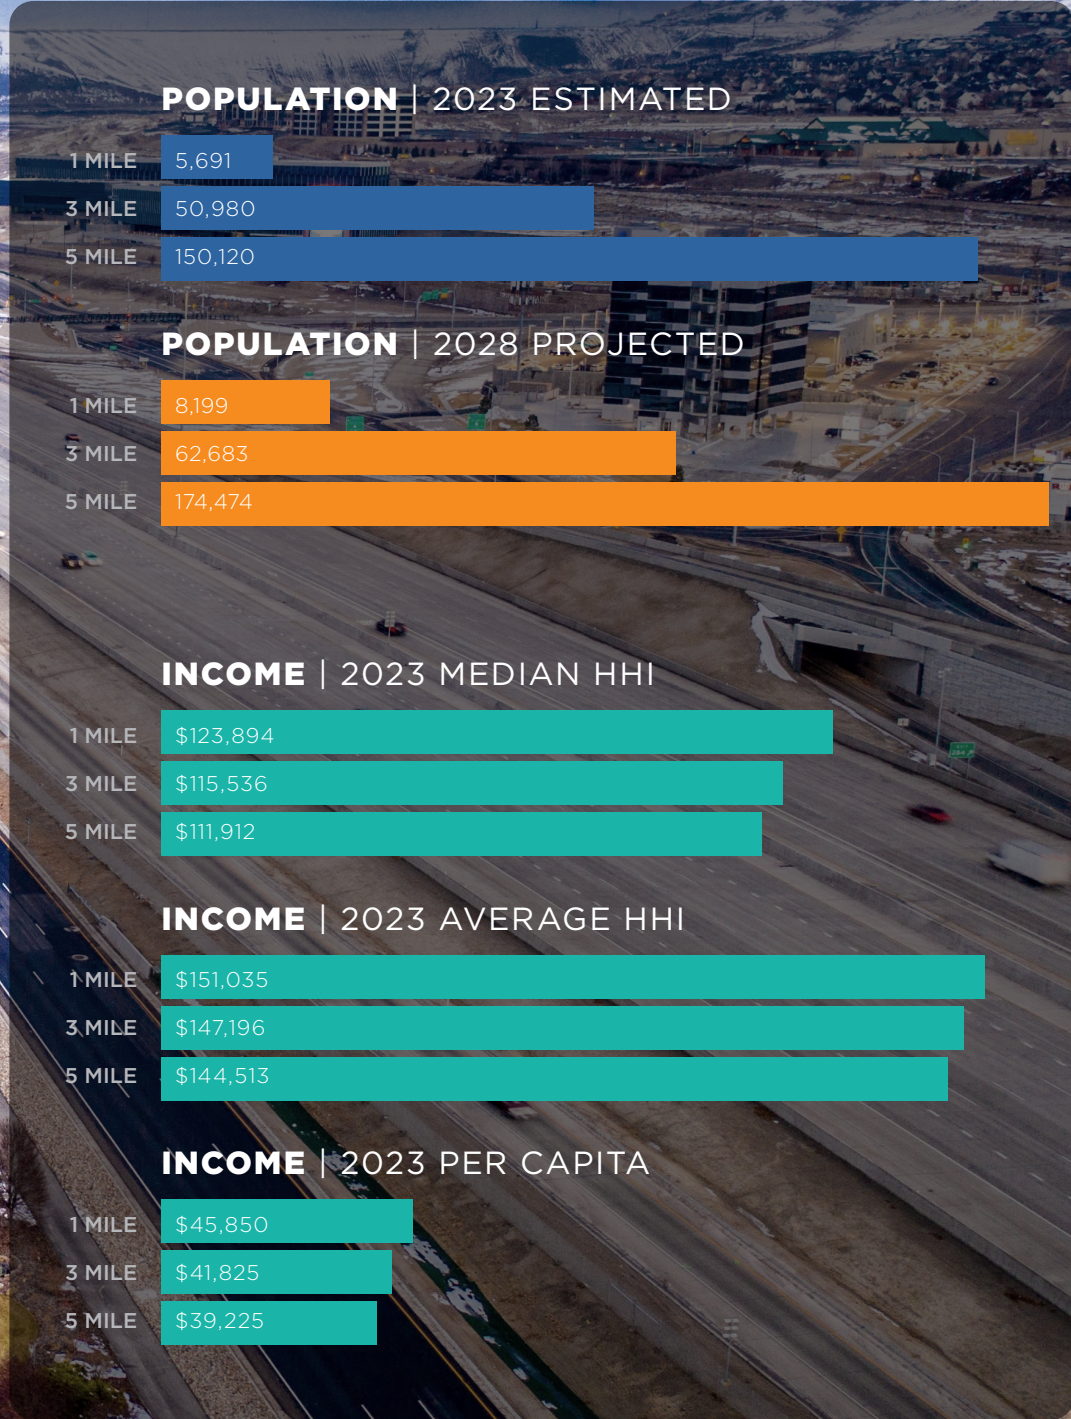 POPULATION | 2023 ESTIMATED
1 MILE 5,691
3 MILE 50,980
5 MILE 150,120
POPULATION | 2028 PROJECTED
1 MILE 8,199
3 MILE 62,683
5 MILE 174,474
INCOME | 2023 MEDIAN HHI
1 MILE $123,894
3 MILE $115,536
5 MILE $111,912
INCOME | 2023 AVERAGE HHI
1 MILE $151,035
3 MILE $147,196
5 MILE $144,513
INCOME | 2023 PER CAPITA
1 MILE $45,850
3 MILE $41,825
5 MILE $39,225